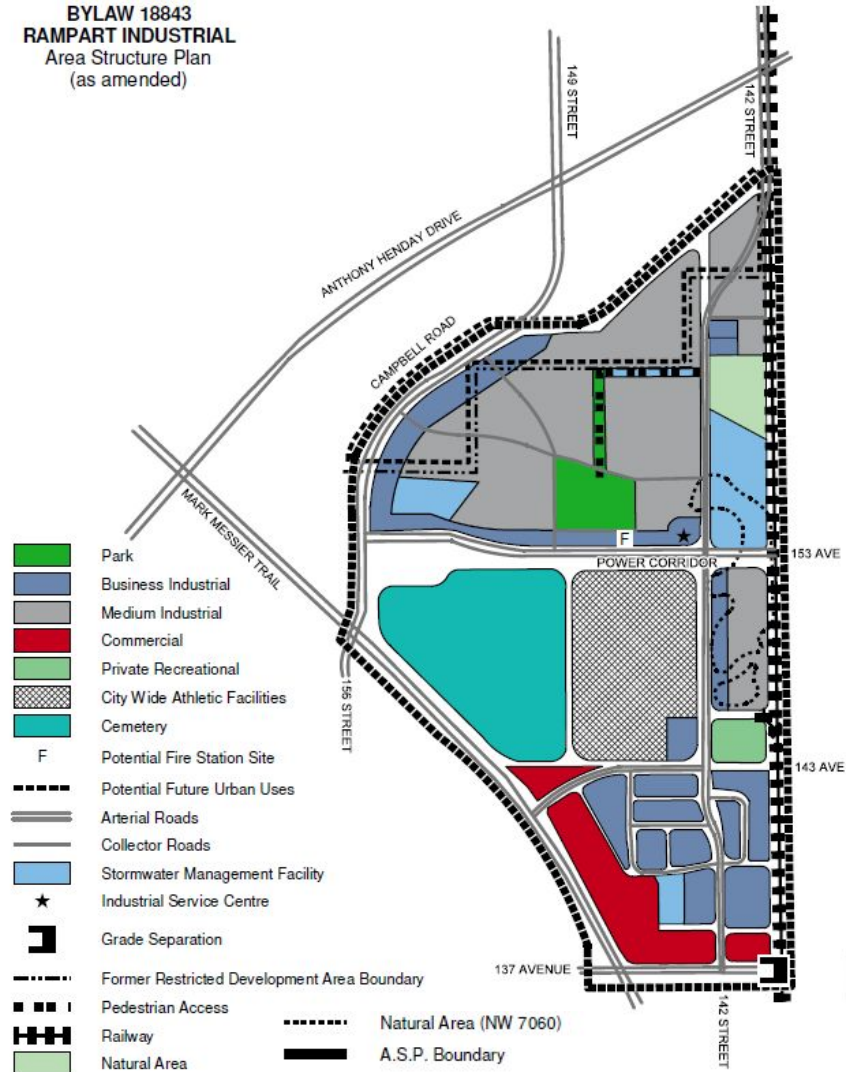 BYLAW 18843
RAMPART INDUSTRIAL
Area Structure Plan
(as amended)
149 STREET
142 STREET
ANTHONY HENDAY DRIVE
CAMPBELL ROAD
MARK MESSIER TRAIL
F
153 AVE
POWER CORRIDOR
156 STREET
143 AVE
137 AVENUE
142 STREET
Park
Business Industrial
Medium Industrial
Commercial
Private Recreational
City Wide Athletic Facilities
Cemetery
F Potential Fire Station Site
Potential Future Urban Uses
Arterial Roads
Collector Roads
Stormwater Management Facility
Industrial Service Centre
Grade Separation
Former Restricted Development Area Boundary
Pedestrian Access
Railway
Natural Area
Natural Area (NW 7060)
A.S.P. Boundary